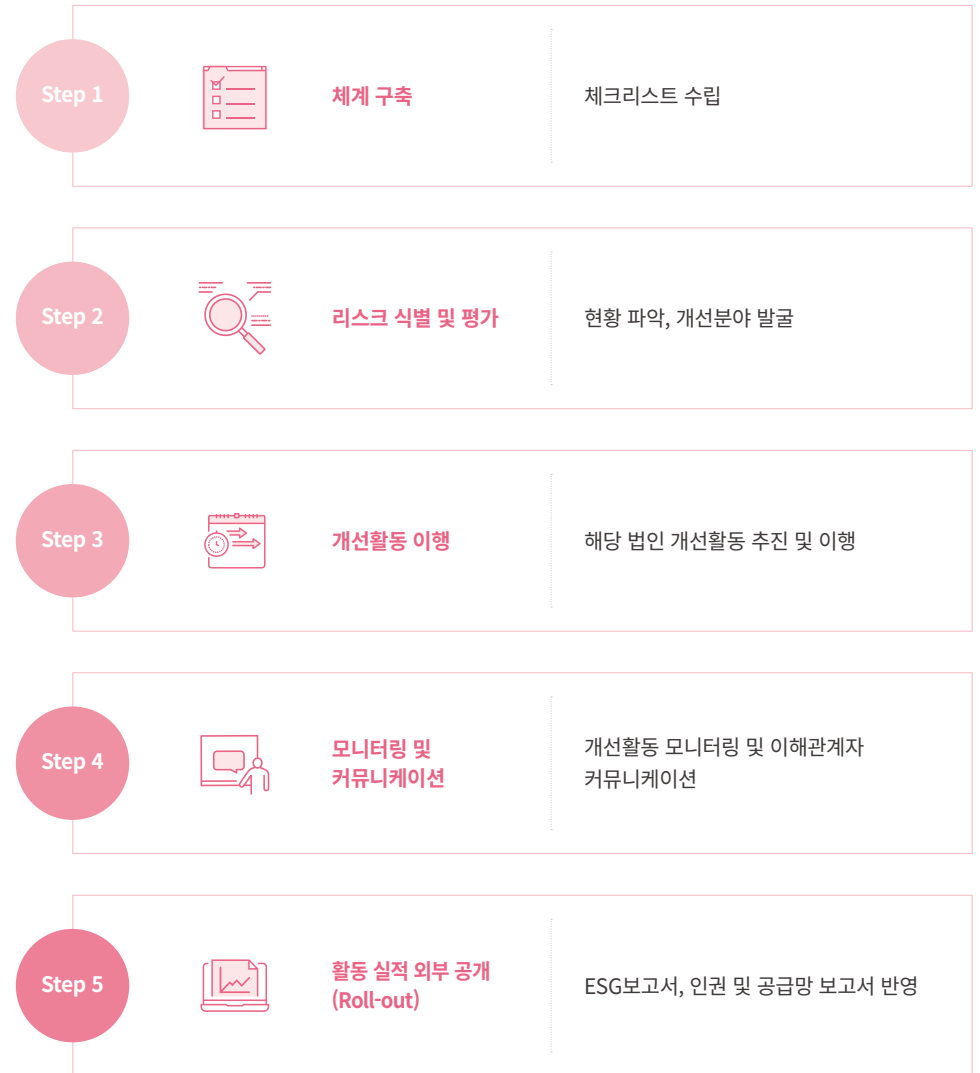 Step 1
체계 구축
체크리스트 수립
Step 2
리스크 식별 및 평가
현황 파악, 개선분야 발굴
Step 3
개선활동 이행
해당 법인 개선활동 추진 및 이행
Step 4
모니터링 및
커뮤니케이션
개선활동 모니터링 및 이해관계자
커뮤니케이션
Step 5
활동 실적 외부 공개
(Roll-out)
ESG보고서, 인권 및 공급망 보고서 반영